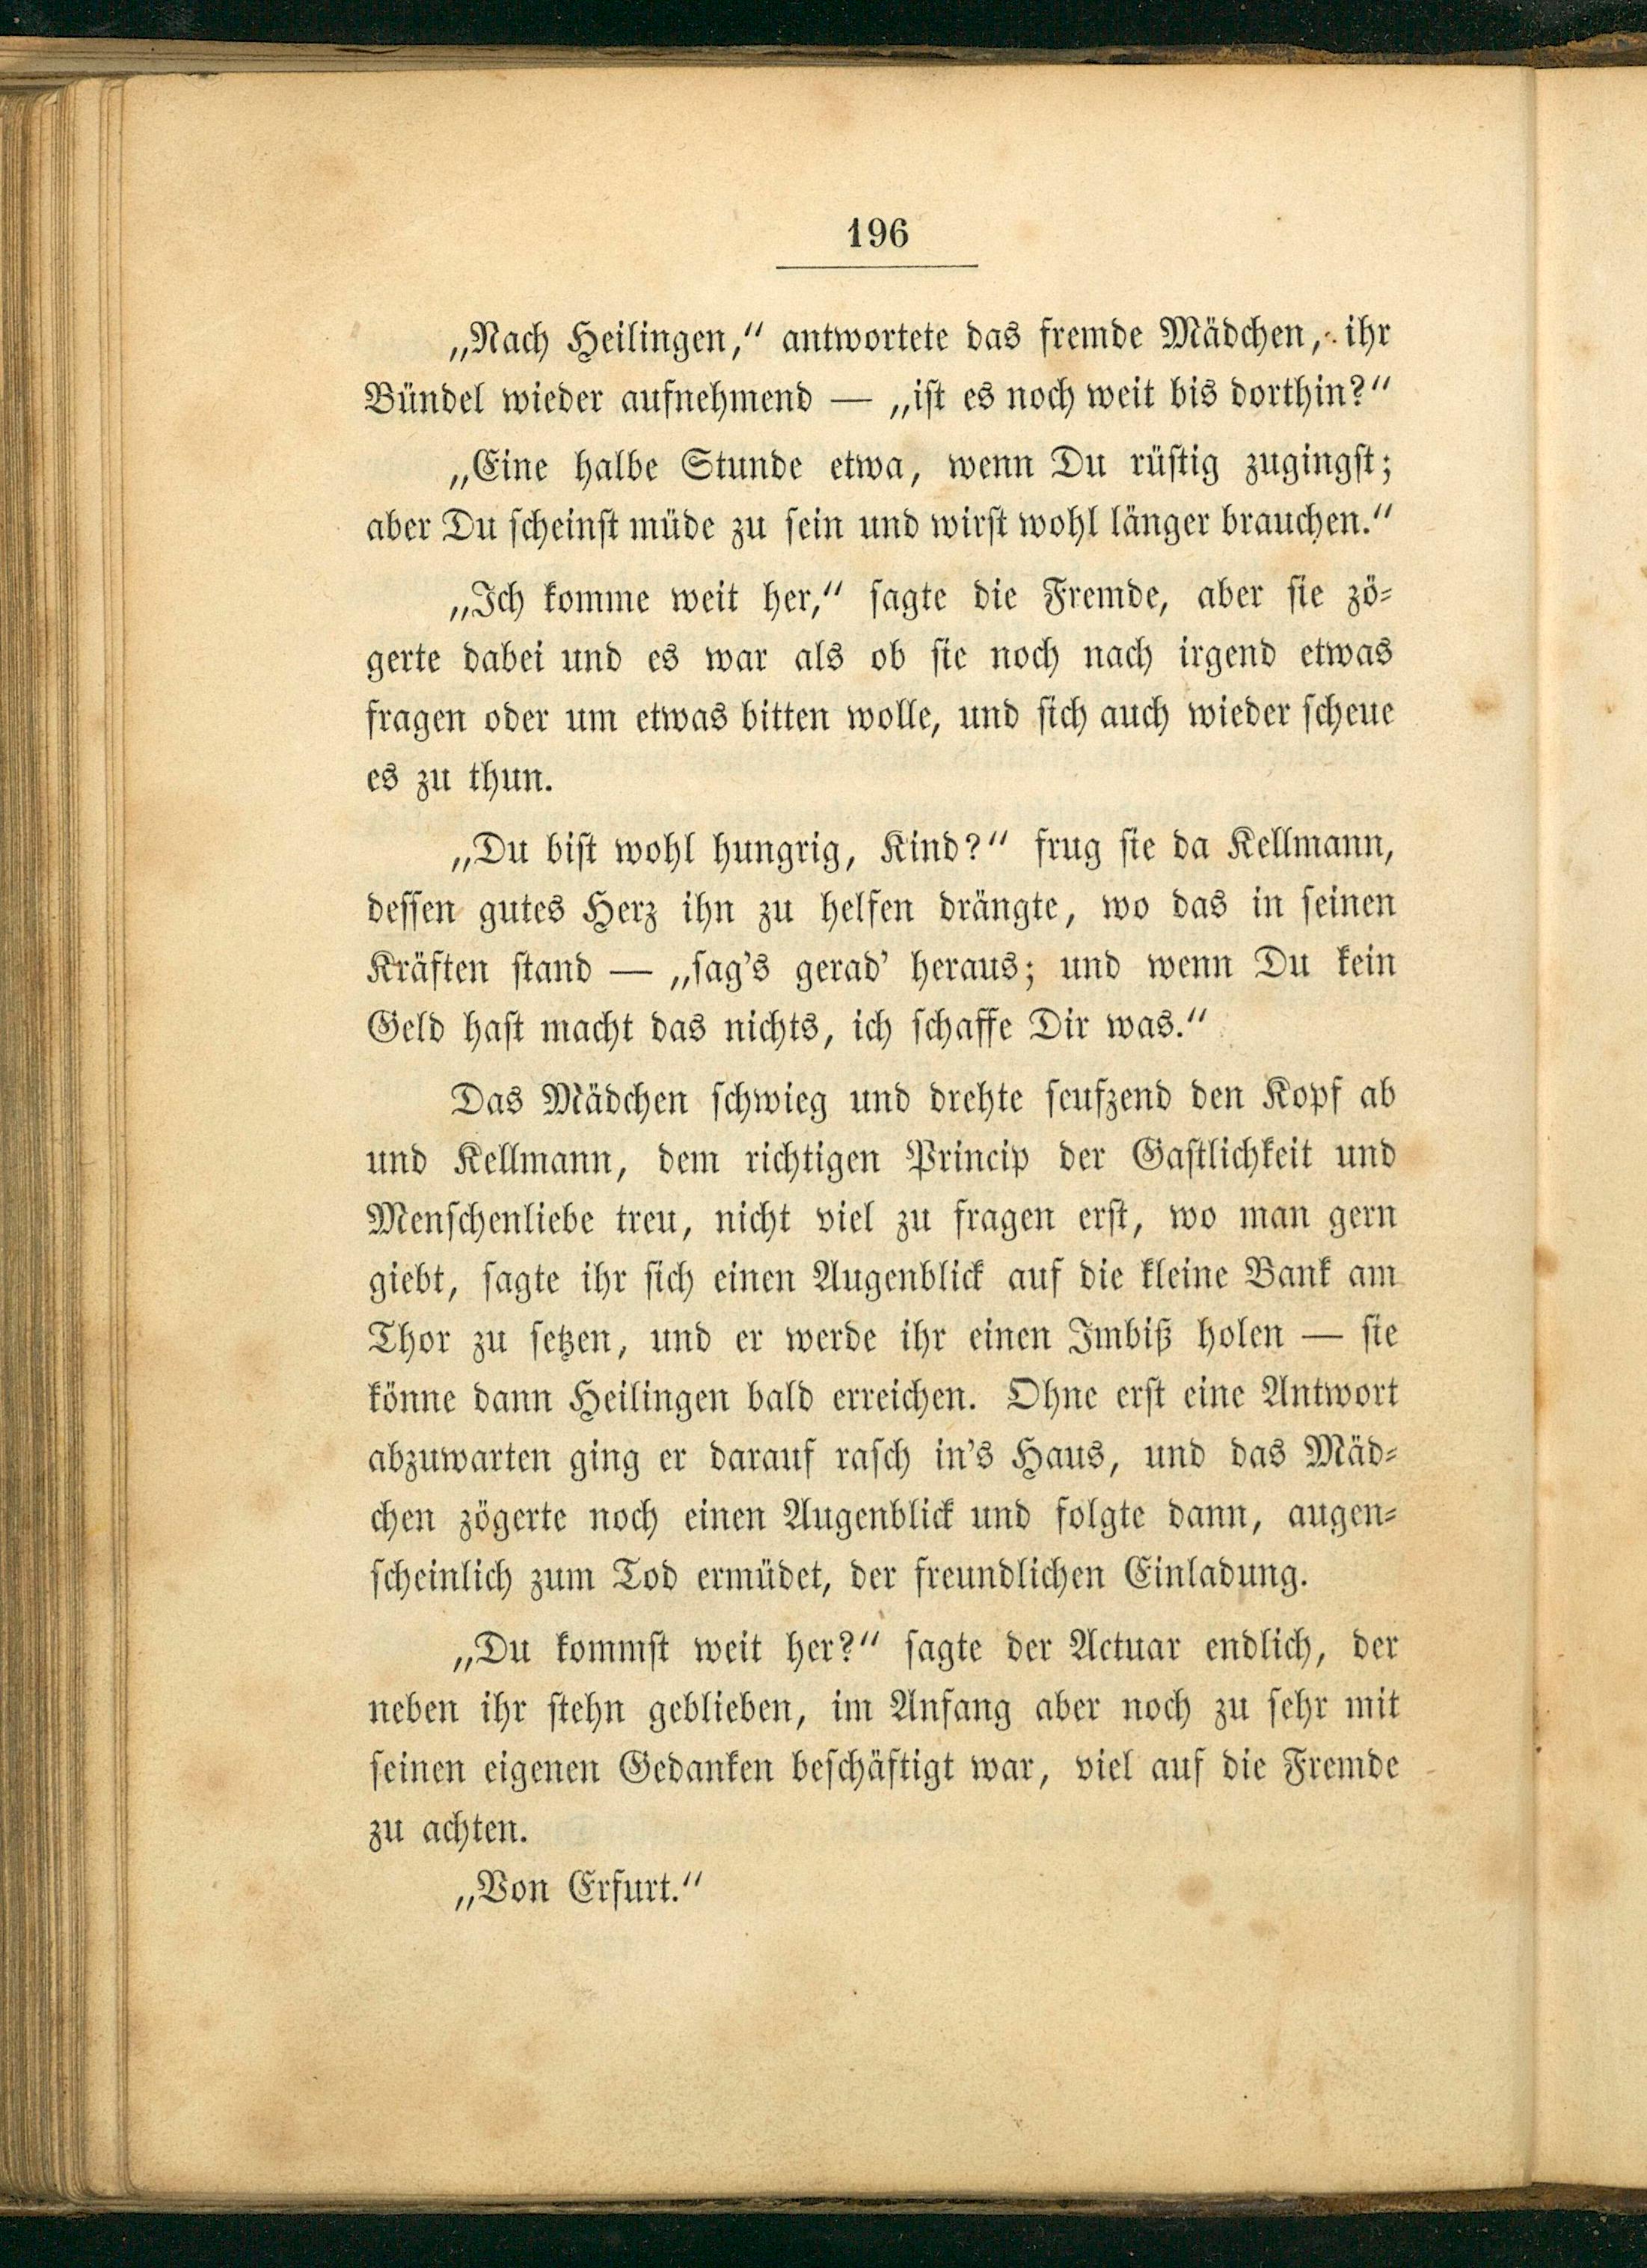 196
„Nach Heilingen,“ antwortete das fremde Mädchen, ihr
Bündel wieder aufnehmend — „ist es noch weit bis dorthin?“
„Eine halbe Stunde etwa, wenn Du rüstig zugingst;
aber Du scheinst müde zu sein und wirst wohl länger brauchen.“
„Ich komme weit her,“ sagte die Fremde, aber sie zö-
gerte dabei und es war als ob sie noch nach irgend etwas
fragen oder um etwas bitten wolle, und sich auch wieder scheue
es zu thun.
„Du bist wohl hungrig, Kind?“ frug sie da Kellmann,
dessen gutes Herz ihn zu helfen drängte, wo das in seinen
Kräften stand — „sag's gerad' heraus; und wenn Du kein
Geld hast macht das nichts, ich schaffe Dir was.“
Das Mädchen schwieg und drehte seufzend den Kopf ab
und Kellmann, dem richtigen Princip der Gastlichkeit und
Menschenliebe treu, nicht viel zu fragen erst, wo man gern
giebt, sagte ihr sich einen Augenblick auf die kleine Bank am
Thor zu setzen, und er werde ihr einen Imbiß holen — sie
könne dann Heilingen bald erreichen. Ohne erst eine Antwort
abzuwarten ging er darauf rasch in's Haus, und das Mäd-
chen zögerte noch einen Augenblick und folgte dann, augen-
scheinlich zum Tod ermüdet, der freundlichen Einladung.
„Du kommst weit her?“ sagte der Actuar endlich, der
neben ihr stehn geblieben, im Anfang aber noch zu sehr mit
seinen eigenen Gedanken beschäftigt war, viel auf die Fremde
zu achten.
„Von Erfurt.“